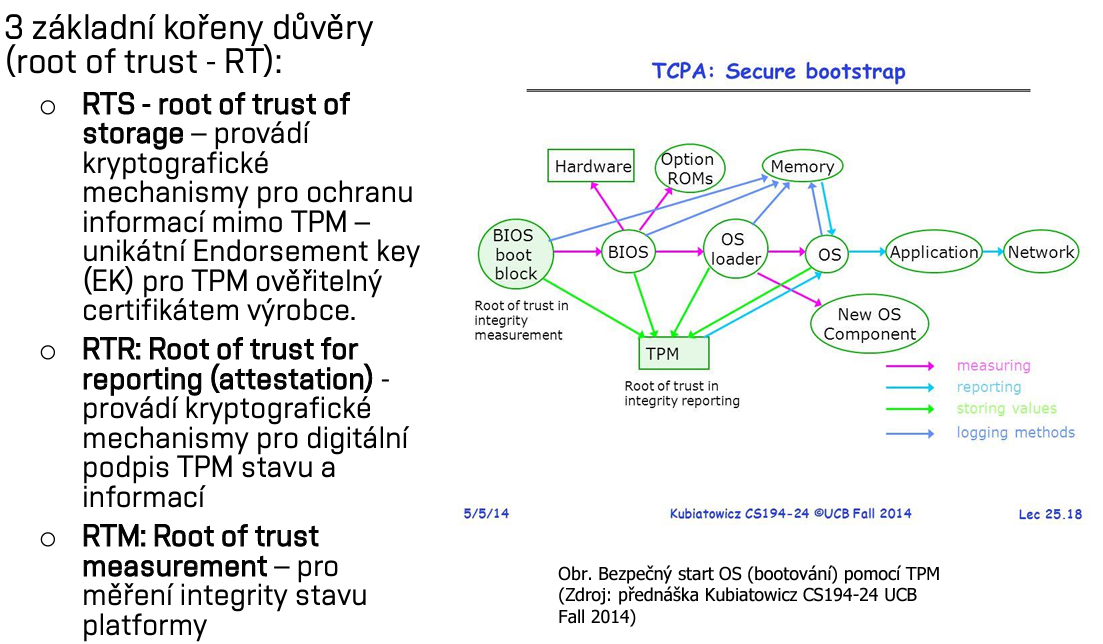 3 základní kořeny důvěry
(root of trust - RT):
o RTS - root of trust of
storage – provádí
kryptografické
mechanismy pro ochranu
informací mimo TPM –
unikátní Endorsement key
(EK) pro TPM ověřitelný
certifikátem výrobce.
o RTR: Root of trust for
reporting (attestation) -
provádí kryptografické
mechanismy pro digitální
podpis TPM stavu a
informací
o RTM: Root of trust
measurement – pro
měření integrity stavu
platformy
TCPA: Secure bootstrap
Hardware
Option
ROMs
Memory
BIOS
boot
block
BIOS
OS
loader
OS
Application
Network
Root of trust in
integrity
measurement
New OS
Component
TPM
Root of trust in
integrity reporting
measuring
reporting
storing values
logging methods
5/5/14
Kubiatowicz CS194-24 ©UCB Fall 2014
Lec 25.18
Obr. Bezpečný start OS (bootování) pomocí TPM
(Zdroj: přednáška Kubiatowicz CS194-24 UCB
Fall 2014)